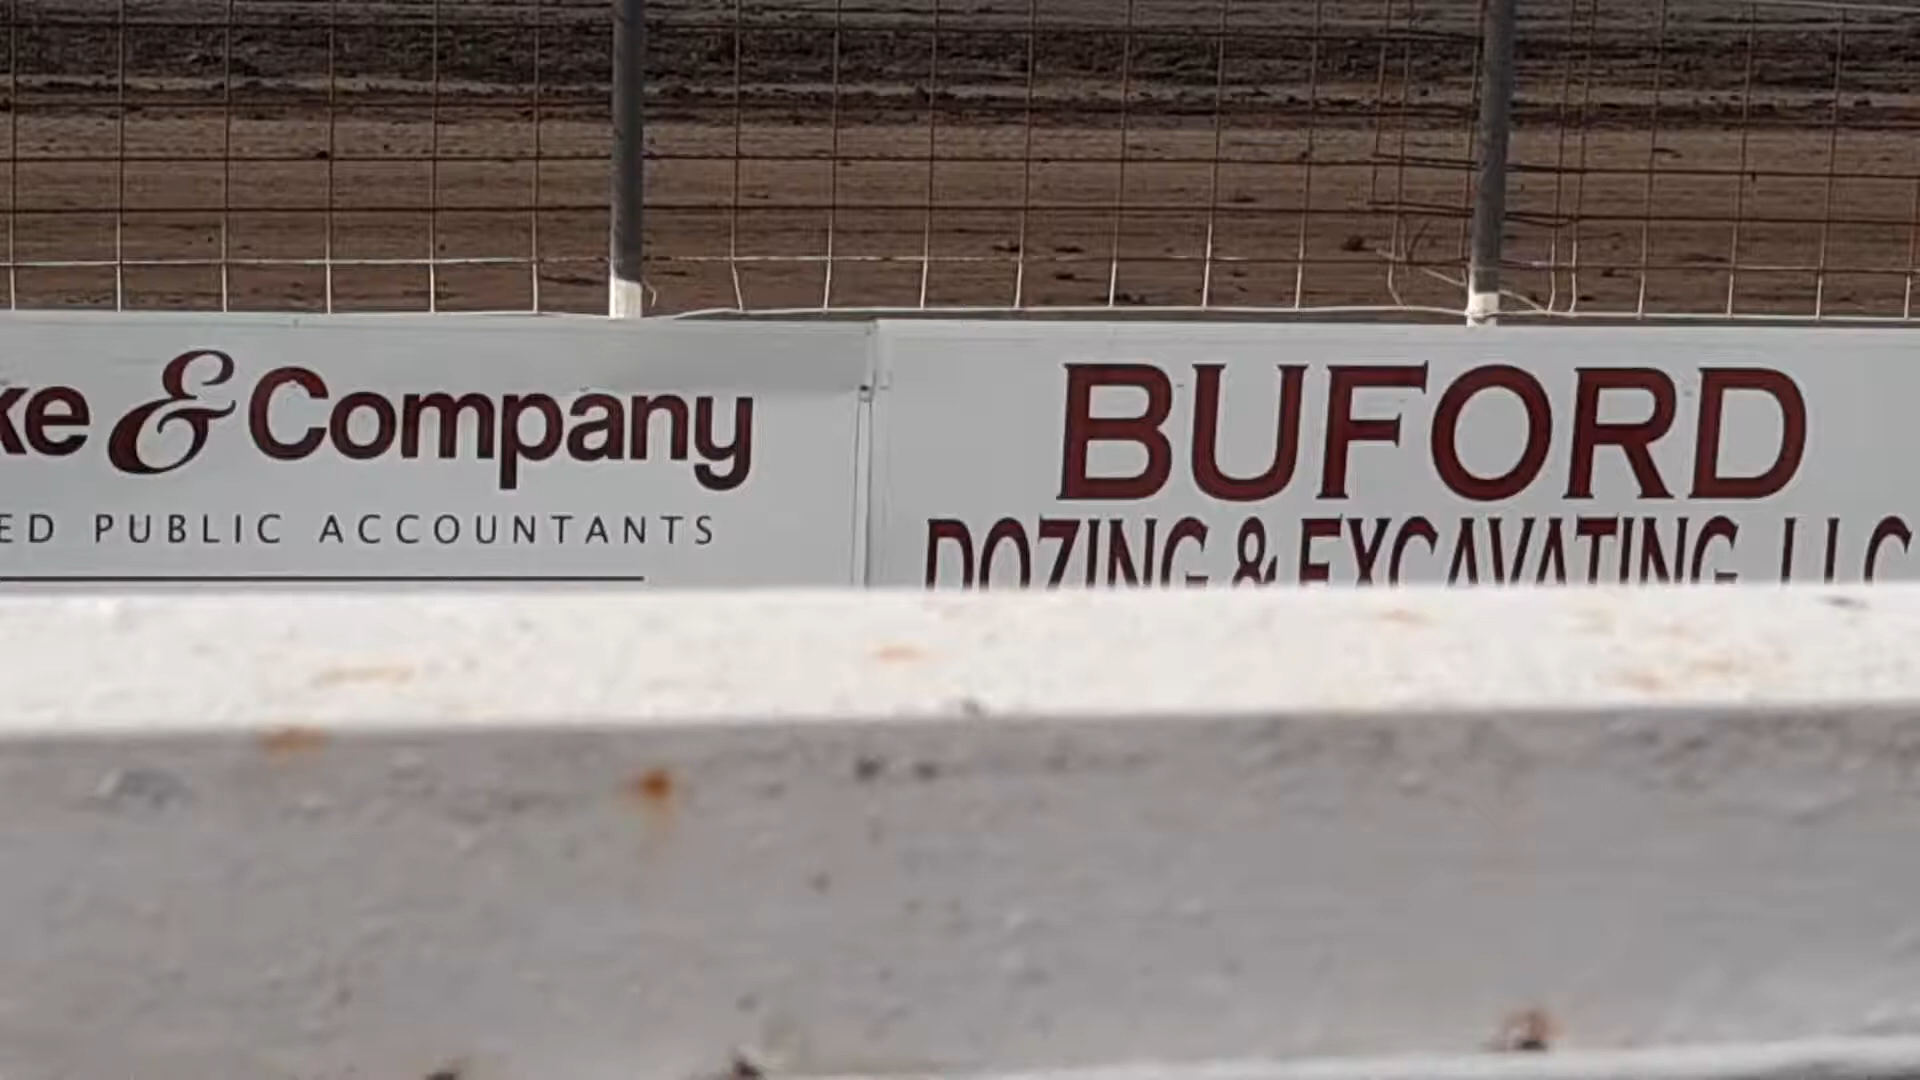 ke & Company
ED PUBLIC ACCOUNTANTS
BUFORD
DOZING & EXCAVATING, LLC